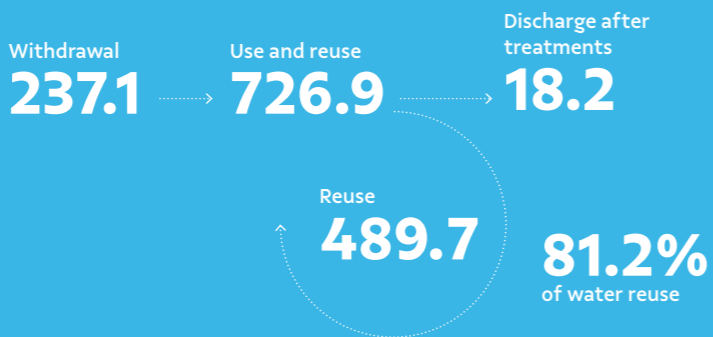 Withdrawal
237.1
Use and reuse
726.9
Discharge after
treatments
18.2
Reuse
489.7
81.2%
of water reuse